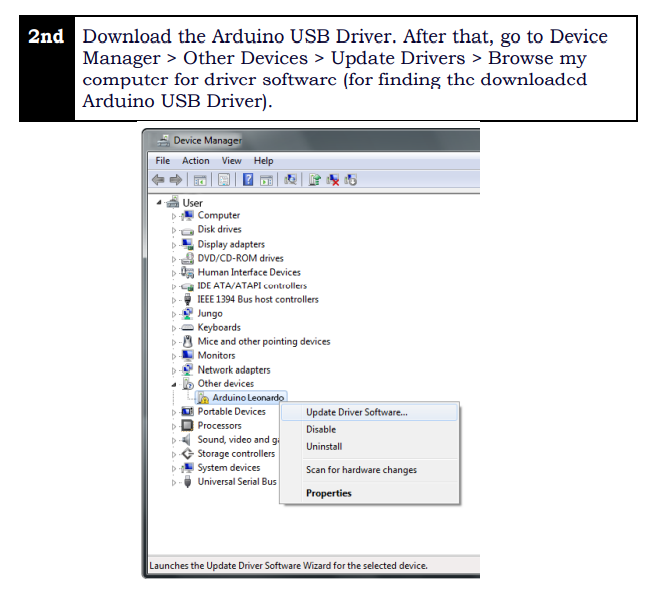 2nd Download the Arduino USB Driver. After that, go to Device
Manager > Other Devices > Update Drivers > Browse my
computer for driver software (for finding the downloaded
Arduino USB Driver).
Device Manager
File Action View Help
User
Computer
Disk drives
Display adapters
DVD/CD-ROM drives
Human Interface Devices
IDE ATA/ATAPI controllers
IEEE 1394 Bus host controllers
Jungo
Keyboards
Mice and other pointing devices
Monitors
Network adapters
Other devices
Arduino Leonardo
Portable Devices
Processors
Sound, video and
Storage controllers
System devices
Universal Serial Bus
Update Driver Software...
Disable
Uninstall
Scan for hardware changes
Properties
Launches the Update Driver Software Wizard for the selected device.